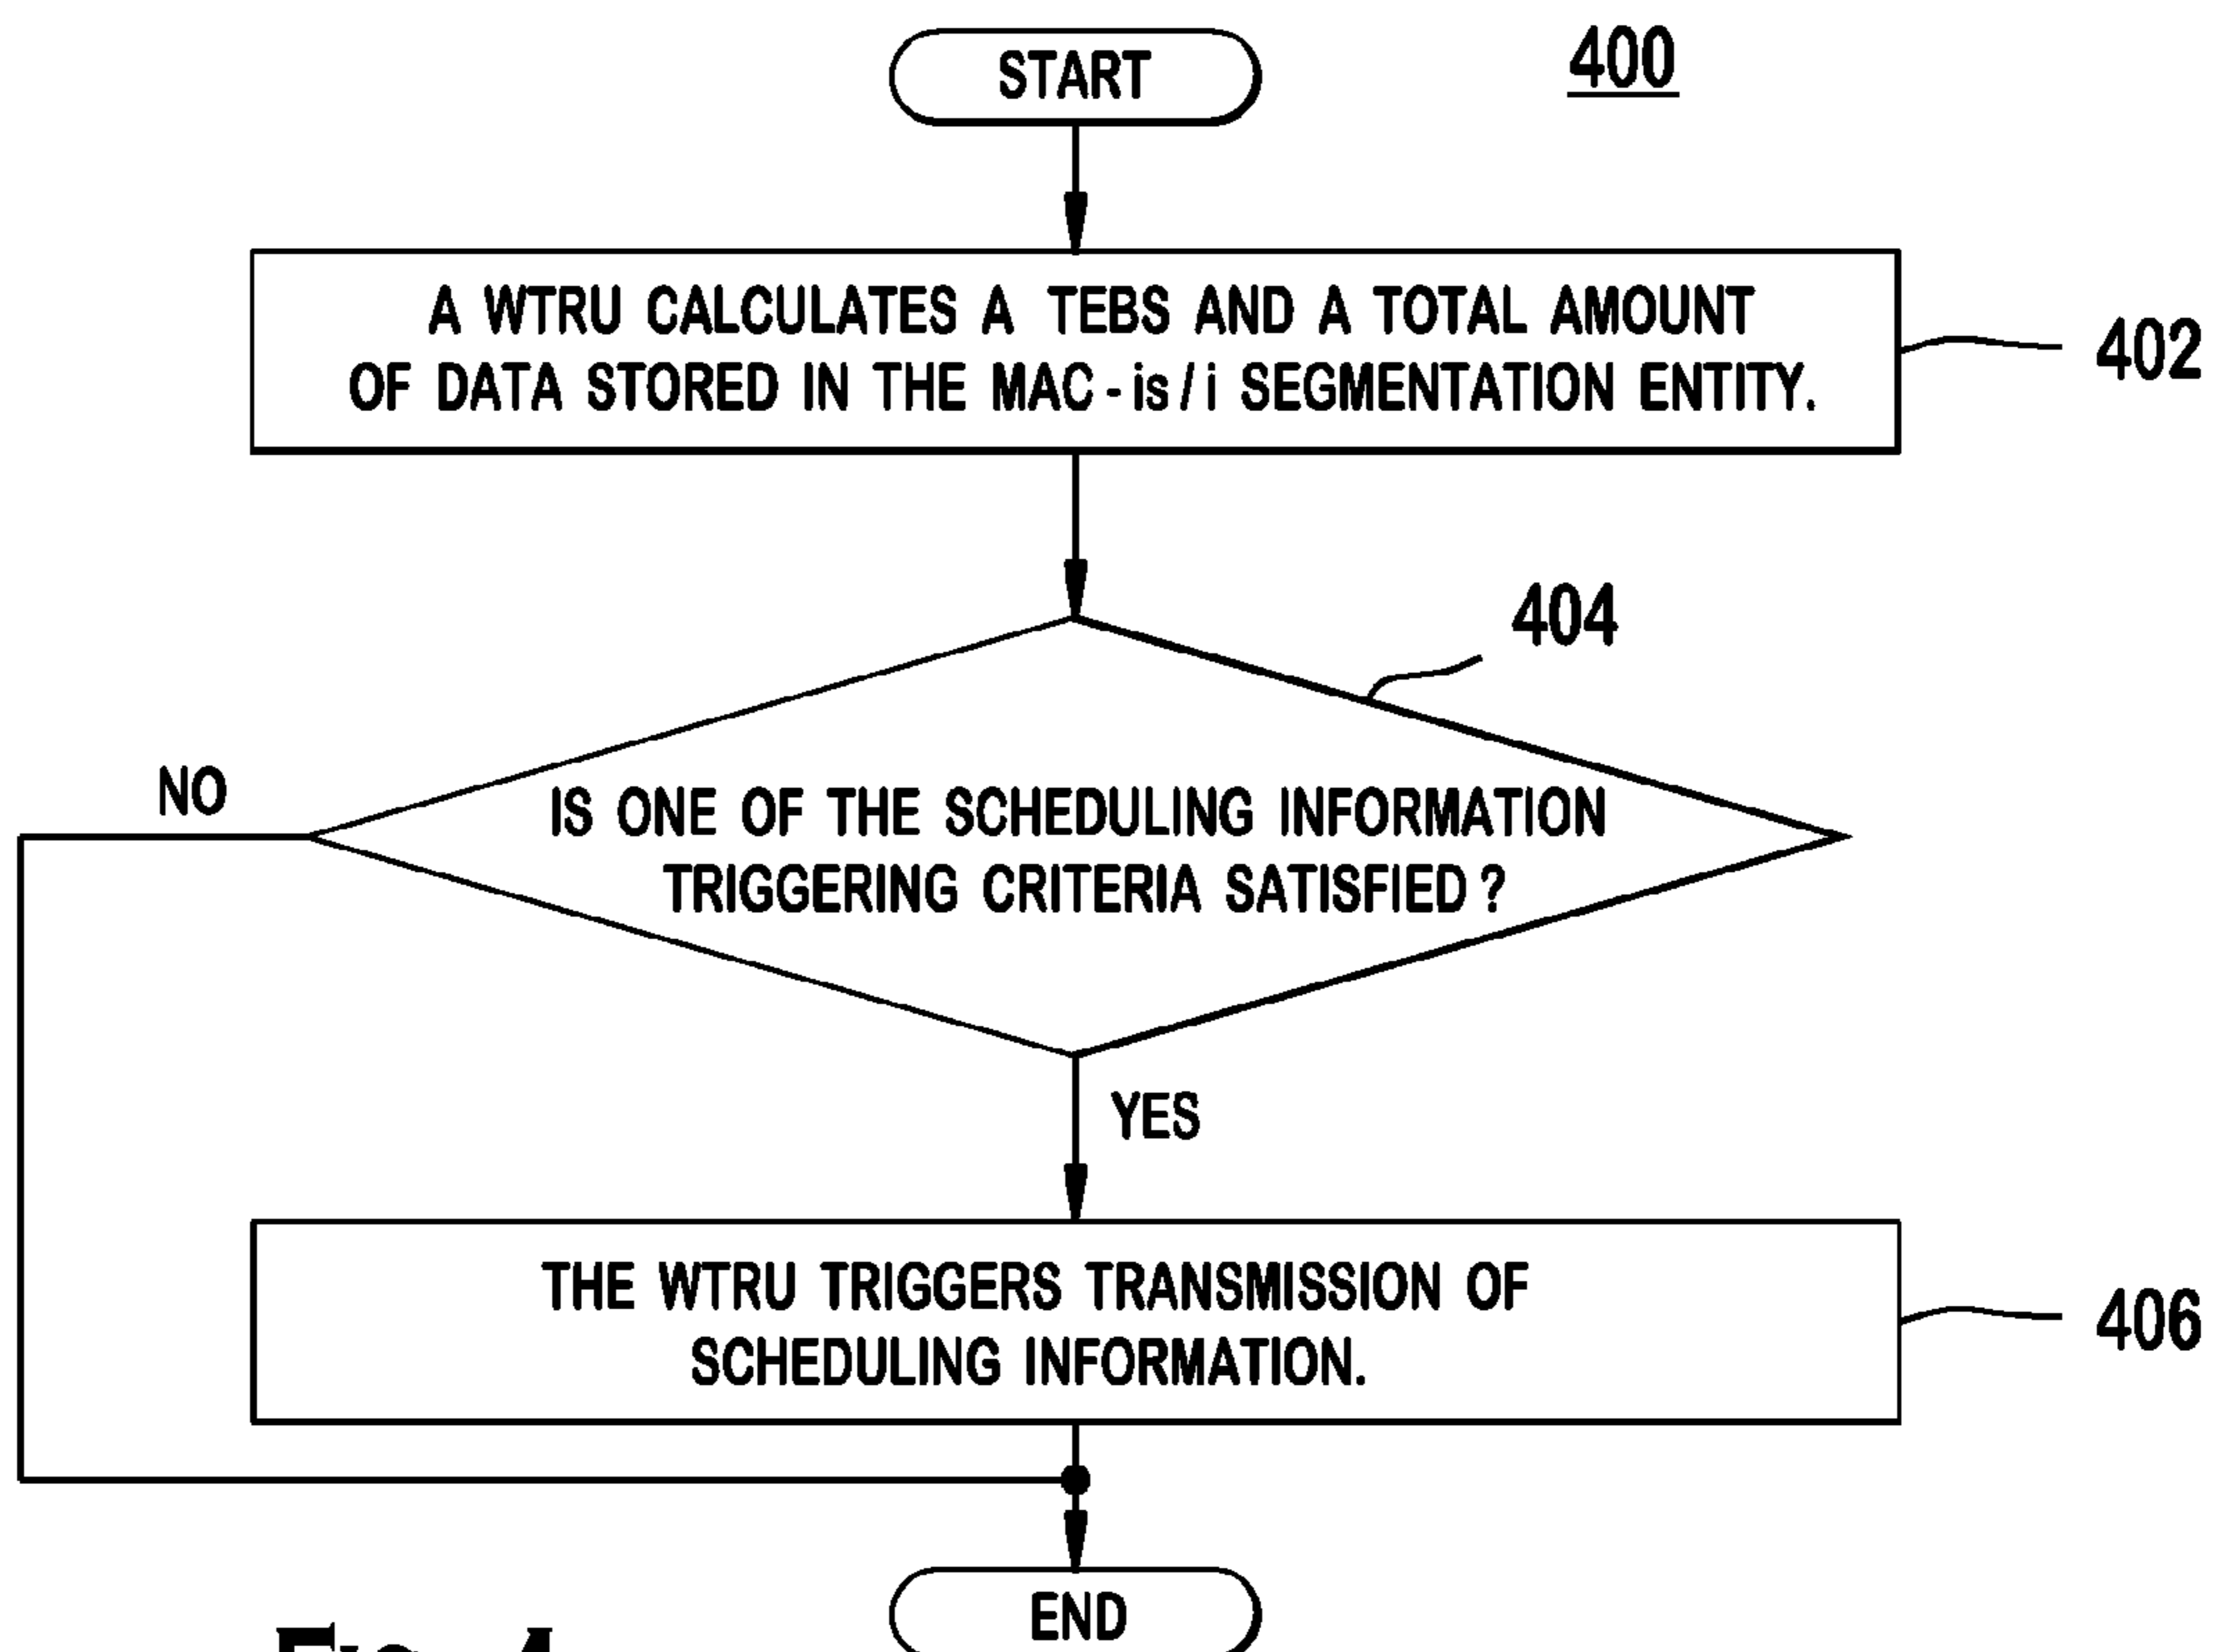 START
400
A WTRU CALCULATES A TEBS AND A TOTAL AMOUNT
OF DATA STORED IN THE MAC-is/i SEGMENTATION ENTITY.
402
404
NO
IS ONE OF THE SCHEDULING INFORMATION
TRIGGERING CRITERIA SATISFIED?
YES
THE WTRU TRIGGERS TRANSMISSION OF
SCHEDULING INFORMATION.
406
END